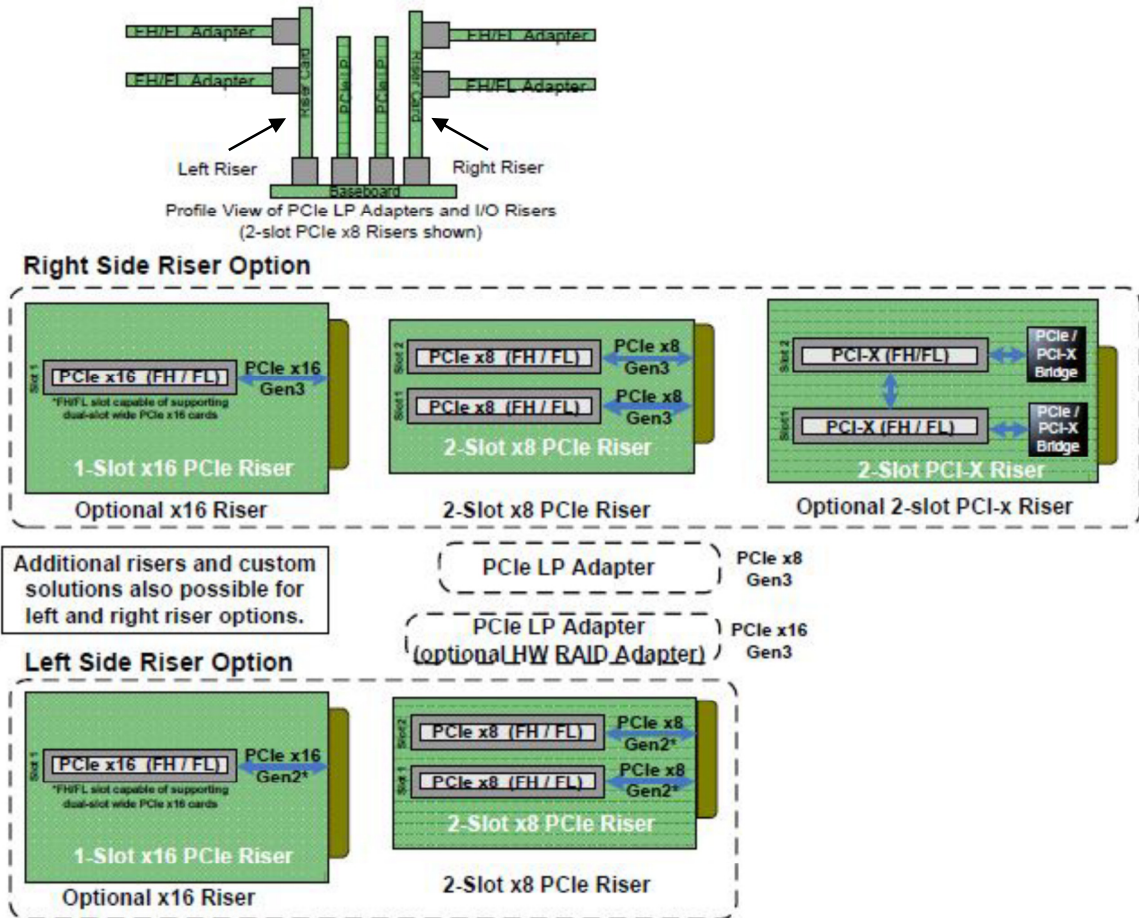 FH/FL Adapter
FH/FL Adapter
FH/FL Adapter
FH/FL Adapter
Riser Card
PCIe LP
PCIe LP
Riser Card
Left Riser
Right Riser
Baseboard
Profile View of PCIe LP Adapters and I/O Risers
(2-slot PCIe x8 Risers shown)
Right Side Riser Option
Slot 1
PCIe x16 (FH / FL)
PCIe x16
Gen3
*FH/FL slot capable of supporting
dual-slot wide PCIe x16 cards
1-Slot x16 PCIe Riser
Optional x16 Riser
Slot 2
PCIe x8 (FH / FL)
PCIe x8
Gen3
Slot 1
PCIe x8 (FH / FL)
PCIe x8
Gen3
2-Slot x8 PCIe Riser
2-Slot x8 PCIe Riser
Slot 2
PCI-X (FH/FL)
PCIe /
PCI-X
Bridge
Slot 1
PCI-X (FH / FL)
PCIe /
PCI-X
Bridge
2-Slot PCI-X Riser
Optional 2-slot PCI-x Riser
Additional risers and custom
solutions also possible for
left and right riser options.
PCIe LP Adapter
PCIe x8
Gen3
PCIe LP Adapter
(optional HW RAID Adapter)
PCIe x16
Gen3
Left Side Riser Option
Slot 1
PCIe x16 (FH / FL)
PCIe x16
Gen2*
*FH/FL slot capable of supporting
dual-slot wide PCIe x16 cards
1-Slot x16 PCIe Riser
Optional x16 Riser
Slot 2
PCIe x8 (FH / FL)
PCIe x8
Gen2*
Slot 1
PCIe x8 (FH / FL)
PCIe x8
Gen2*
2-Slot x8 PCIe Riser
2-Slot x8 PCIe Riser